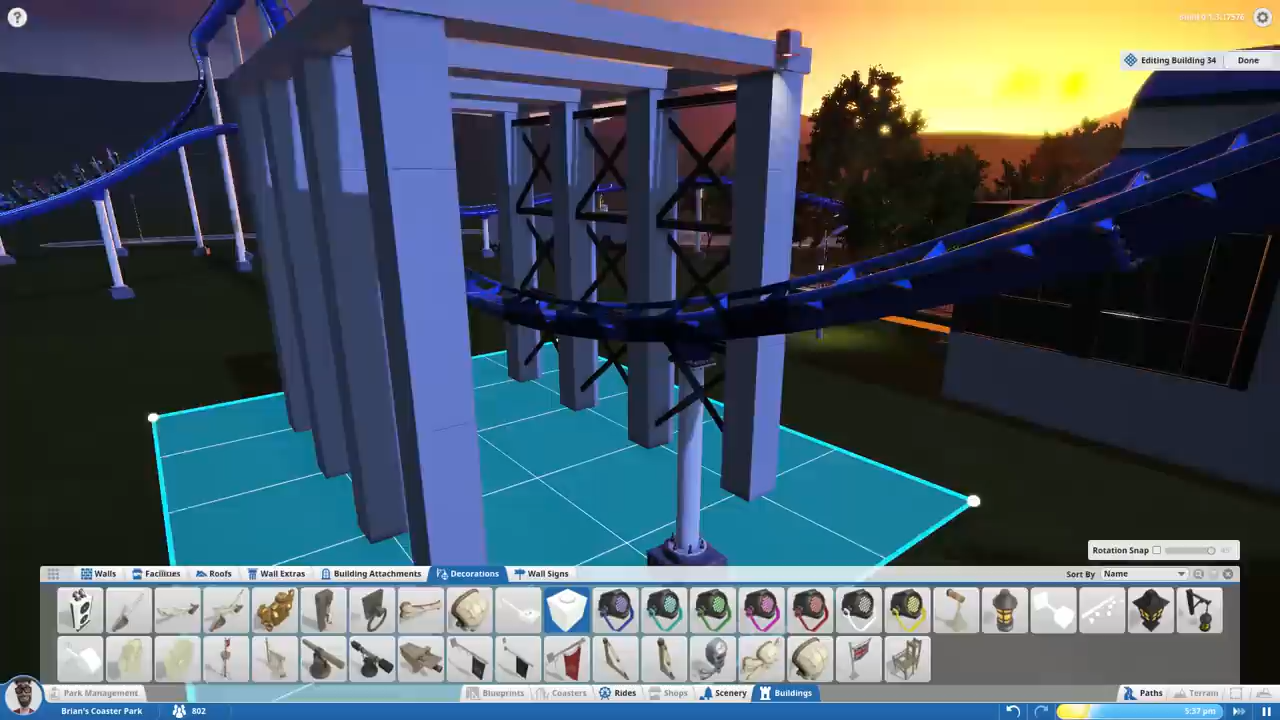 Editing Building 34 Done
Rotation Snap
Walls Facilities Roofs Wall Extras Building Attachments Decorations Wall Signs Sort By Name
Park Management Blueprints Coasters Rides Shops Scenery Buildings Paths Terrain
Brian's Coaster Park 802 5:37 pm